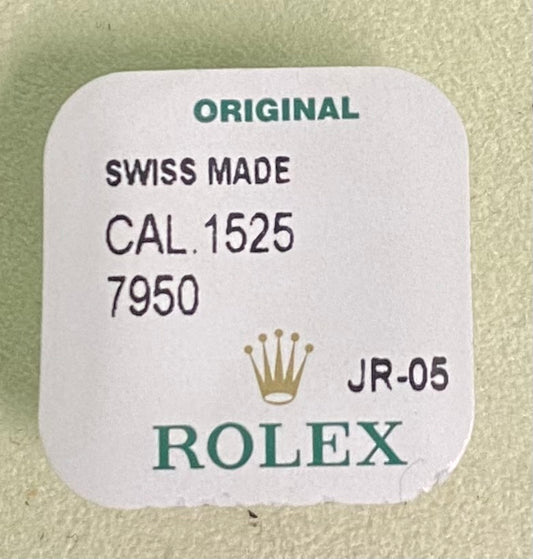 ORIGINAL
SWISS MADE
CAL.1525
7950
JR-05
ROLEX